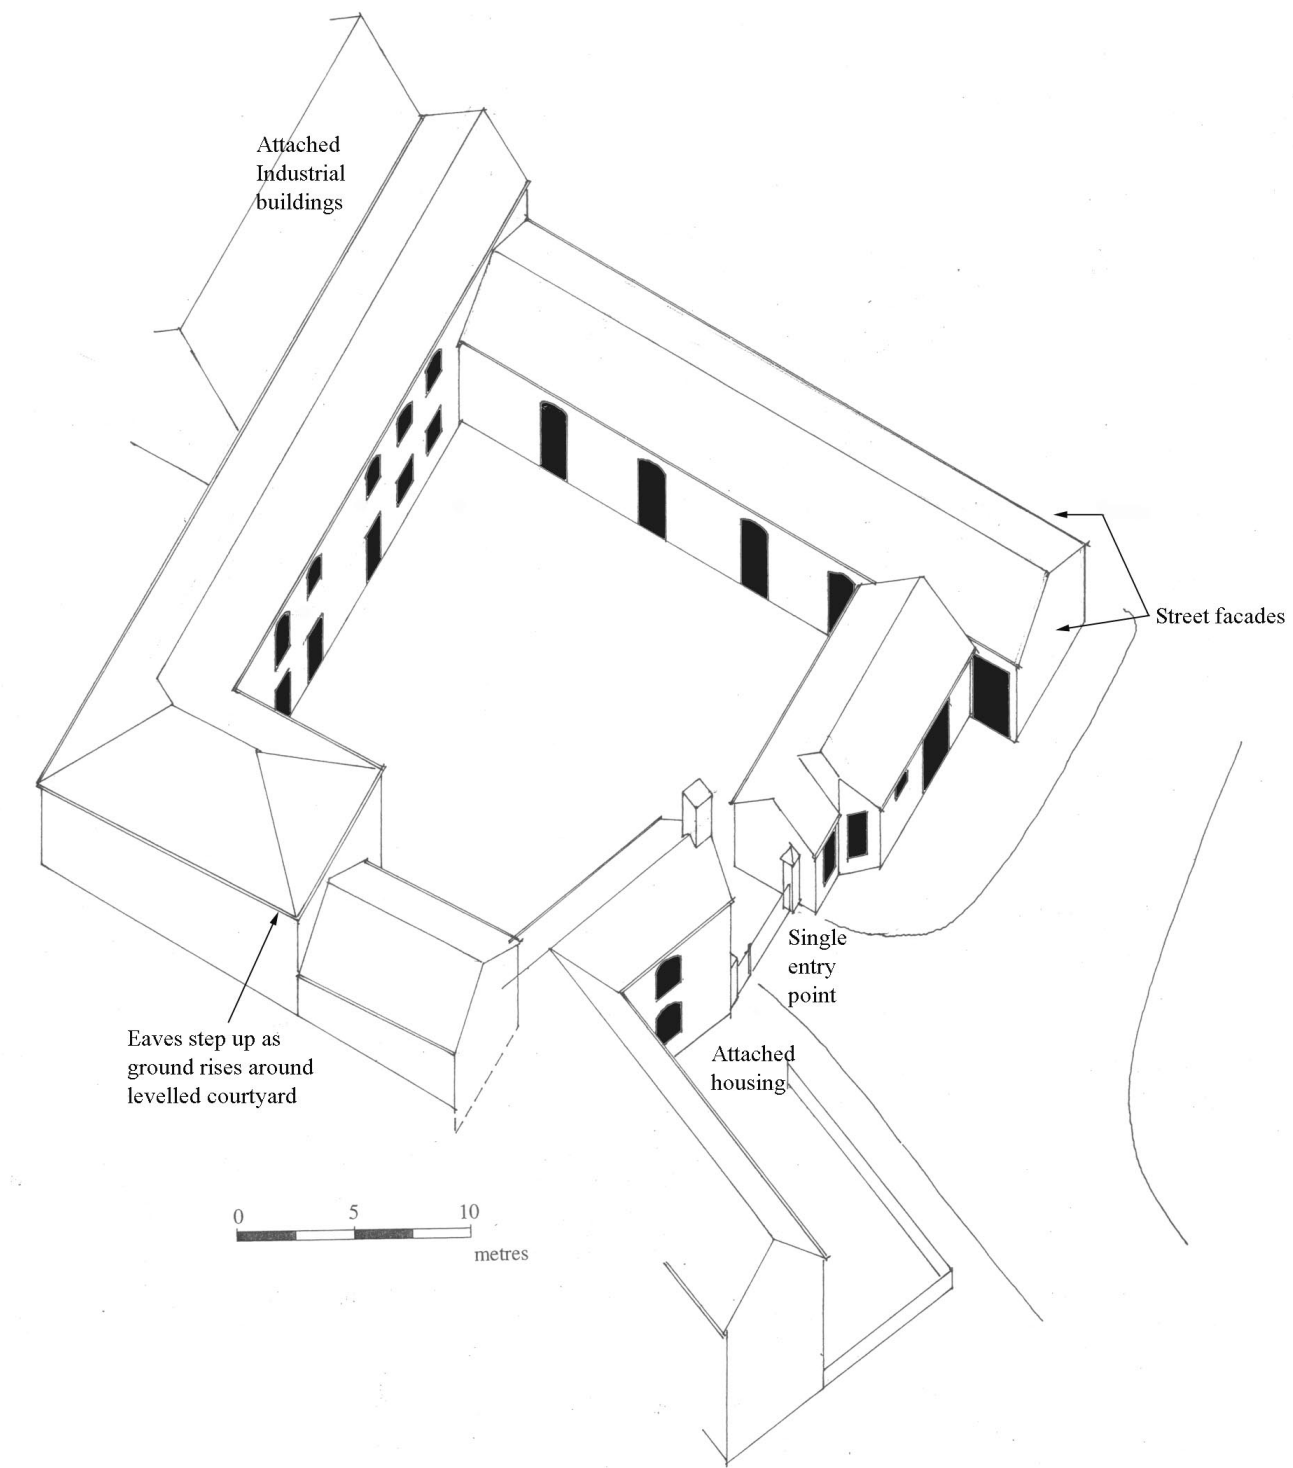 Attached
Industrial
buildings
Street facades
Single
entry
point
Eaves step up as
ground rises around
levelled courtyard
Attached
housing
0 5 10
metres